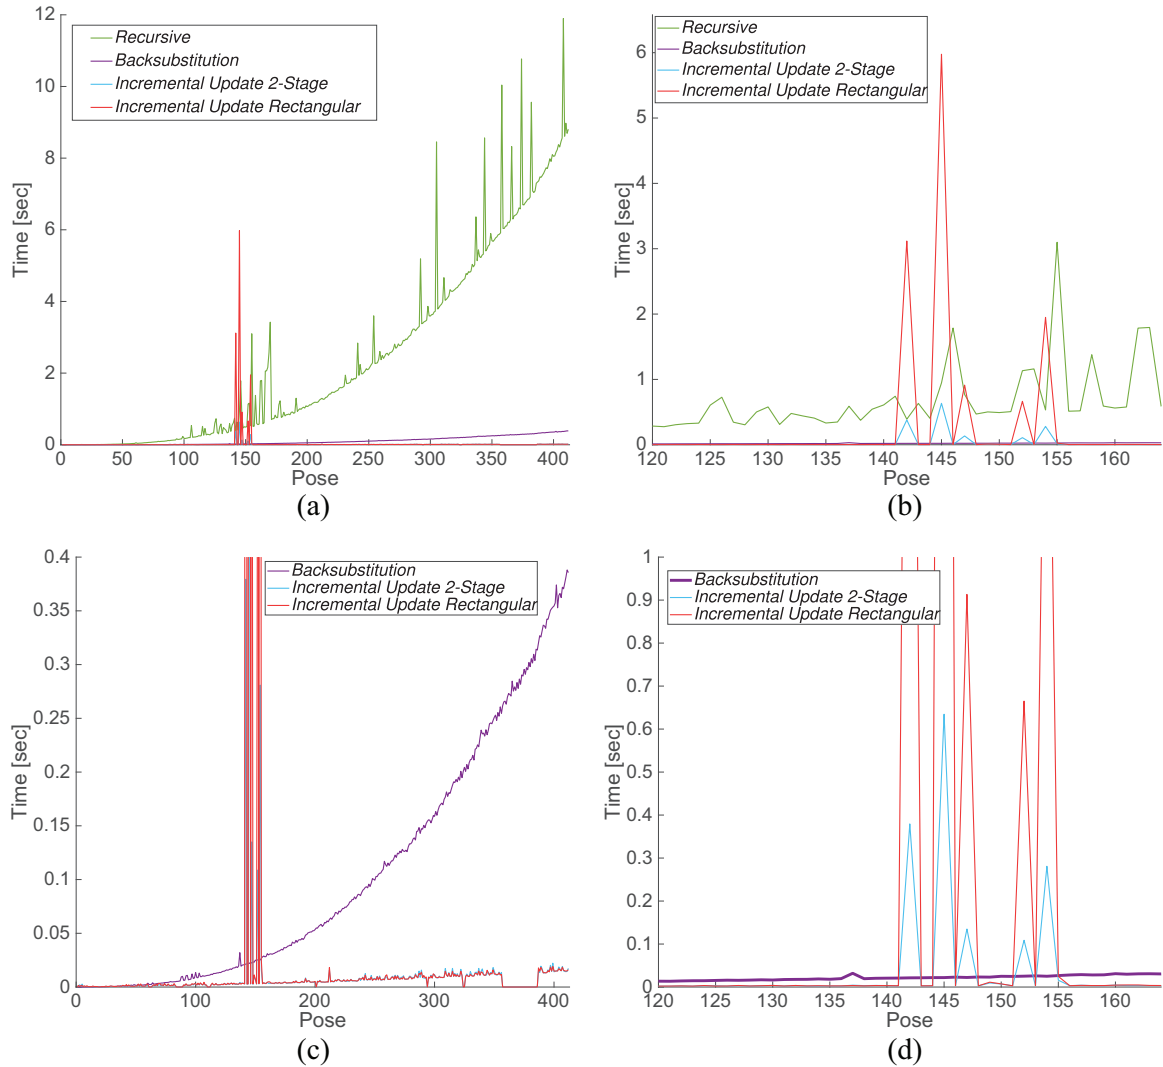 12
10
8
6
4
2
0
Time [sec]
Recursive
Backsubstitution
Incremental Update 2-Stage
Incremental Update Rectangular
0 50 100 150 200 250 300 350 400
Pose
(a)
6
5
4
3
2
1
0
Time [sec]
Recursive
Backsubstitution
Incremental Update 2-Stage
Incremental Update Rectangular
120 125 130 135 140 145 150 155 160
Pose
(b)
0.4
0.35
0.3
0.25
0.2
0.15
0.1
0.05
0
Time [sec]
Backsubstitution
Incremental Update 2-Stage
Incremental Update Rectangular
0 100 200 300 400
Pose
(c)
1
0.9
0.8
0.7
0.6
0.5
0.4
0.3
0.2
0.1
0
Time [sec]
Backsubstitution
Incremental Update 2-Stage
Incremental Update Rectangular
120 125 130 135 140 145 150 155 160
Pose
(d)